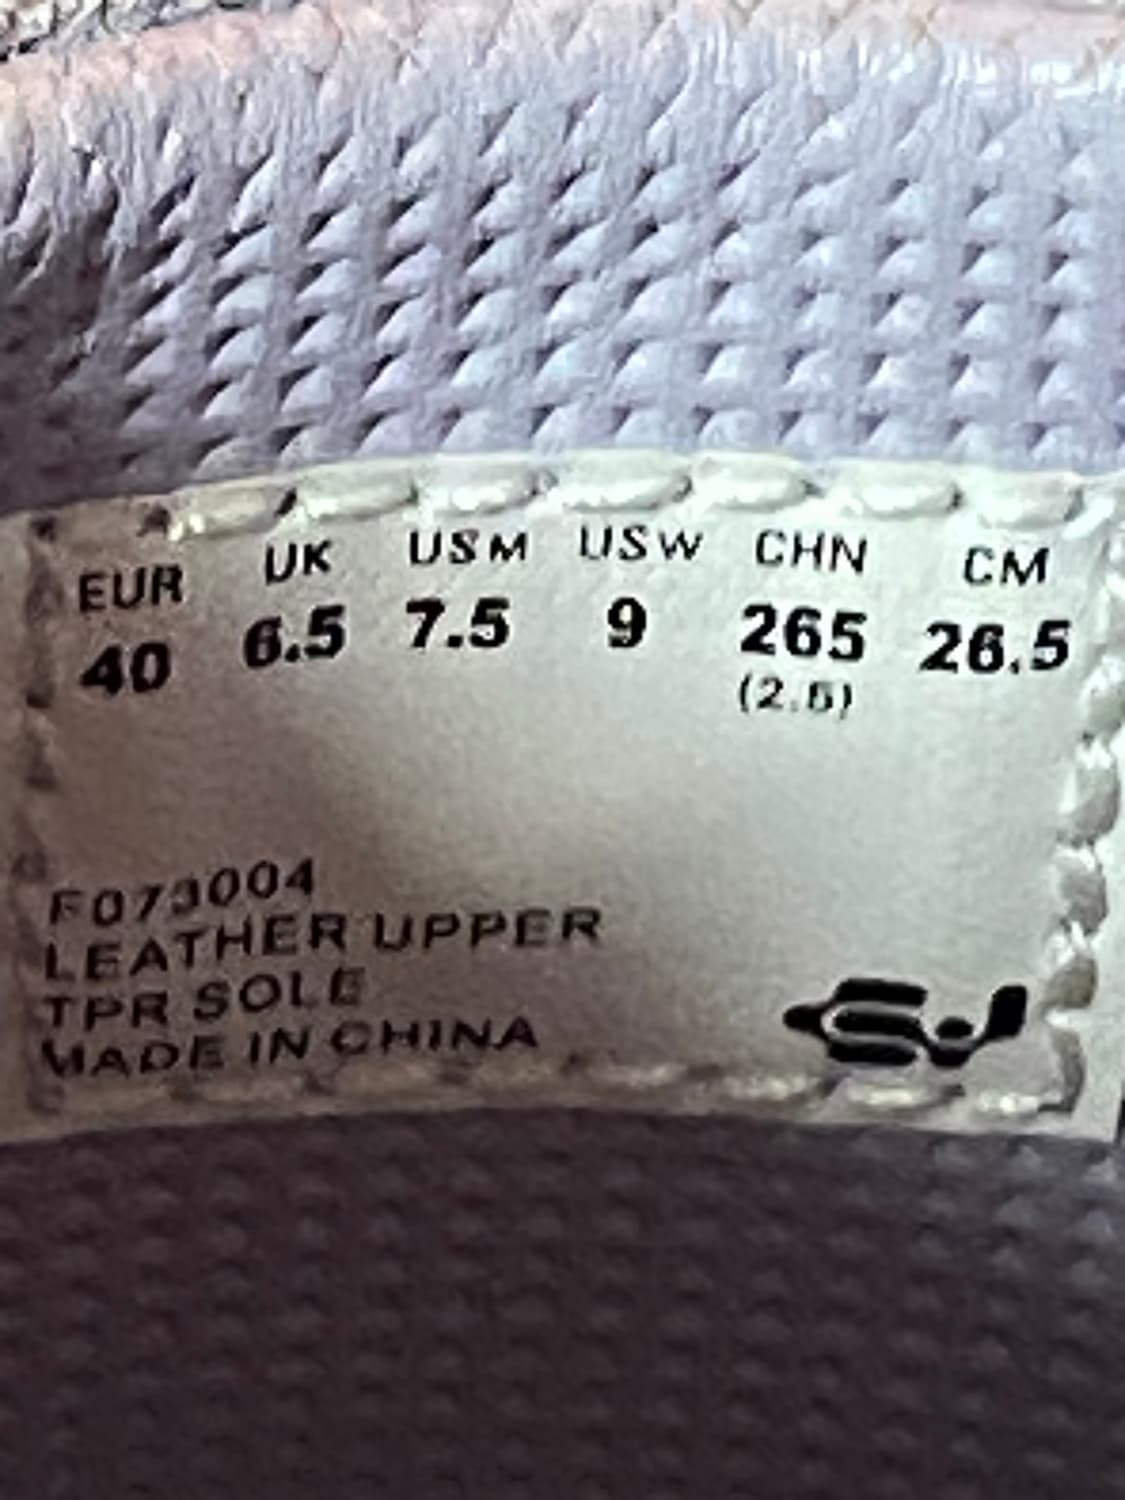 EUR UK USM USW CHN CM
40 6.5 7.5 9 265 26.5
(2.5)
F073004
LEATHER UPPER
TPR SOLE
MADE IN CHINA